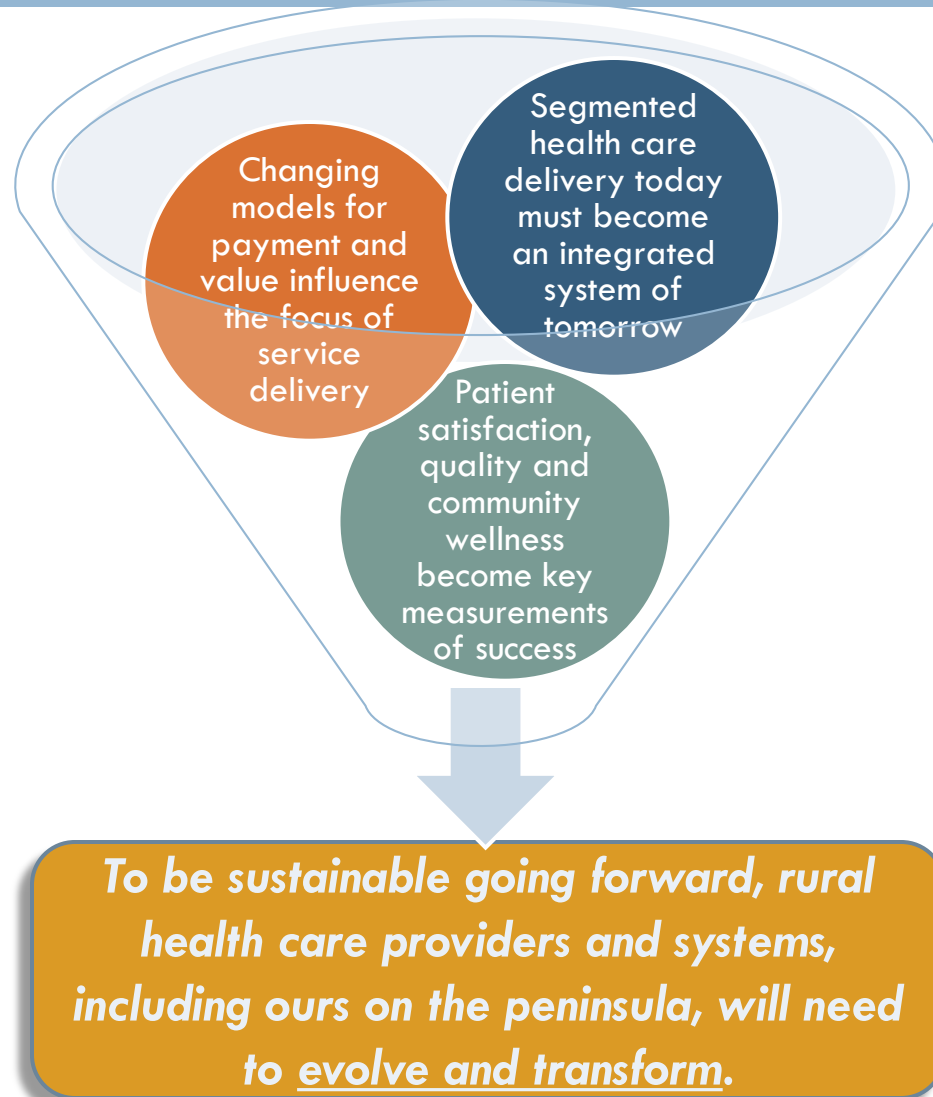 Changing
models for
payment and
value influence
the focus of
service
delivery
Segmented
health care
delivery today
must become
an integrated
system of
tomorrow
Patient
satisfaction,
quality and
community
wellness
become key
measurements
of success
To be sustainable going forward, rural
health care providers and systems,
including ours on the peninsula, will need
to evolve and transform.